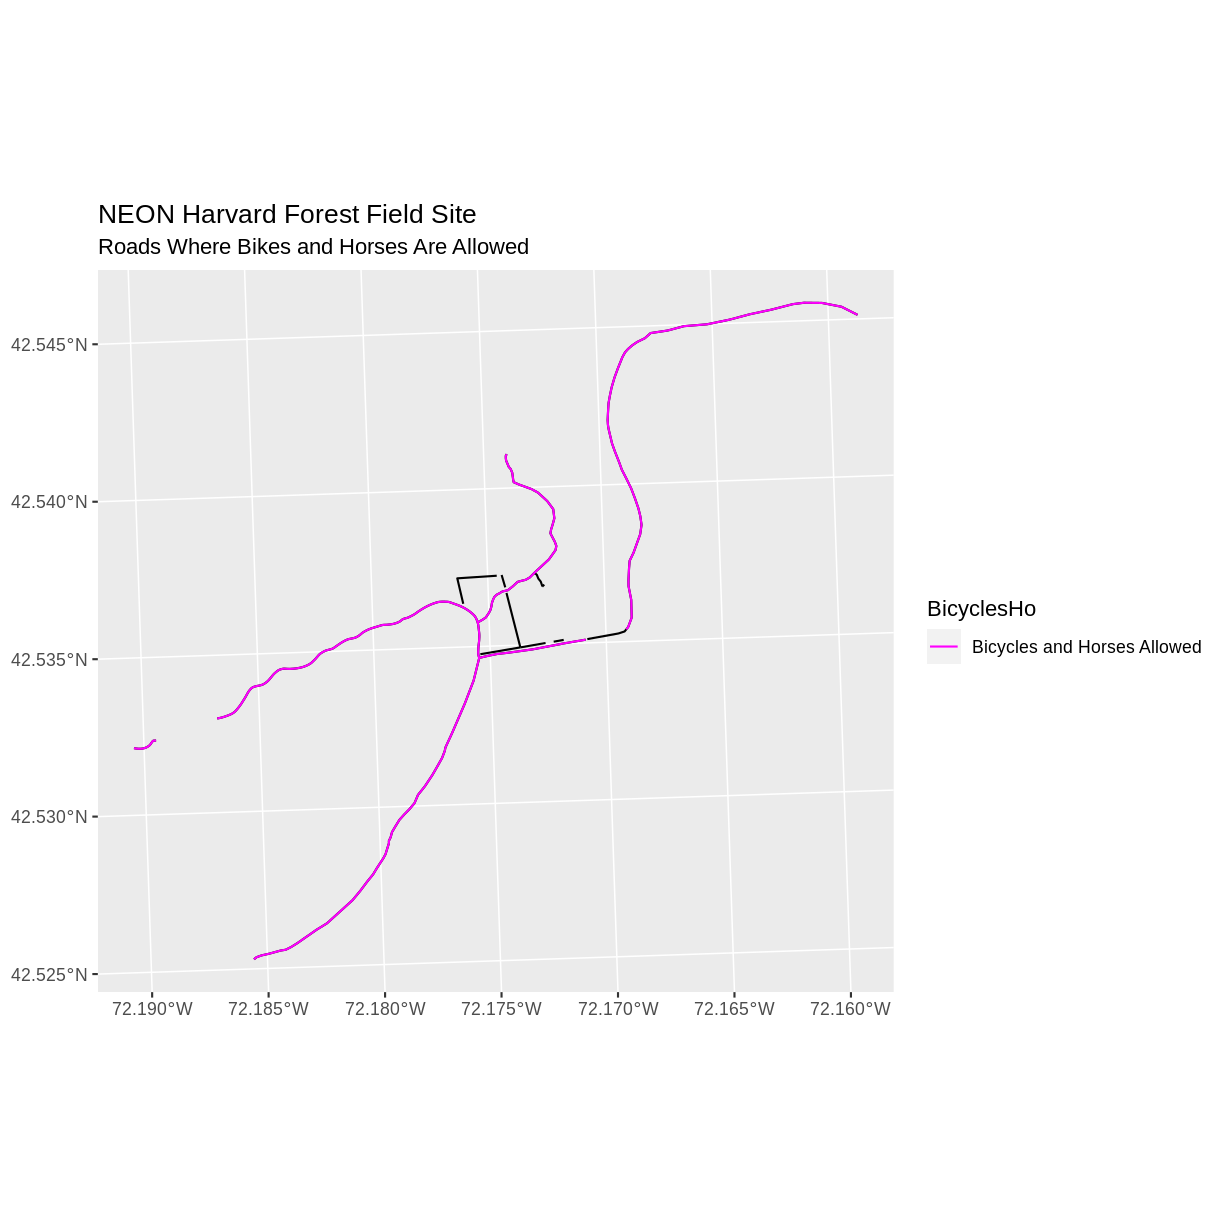 NEON Harvard Forest Field Site
Roads Where Bikes and Horses Are Allowed
42.545°N
42.540°N
42.535°N
42.530°N
42.525°N
72.190°W
72.185°W
72.180°W
72.175°W
72.170°W
72.165°W
72.160°W
BicyclesHo
Bicycles and Horses Allowed